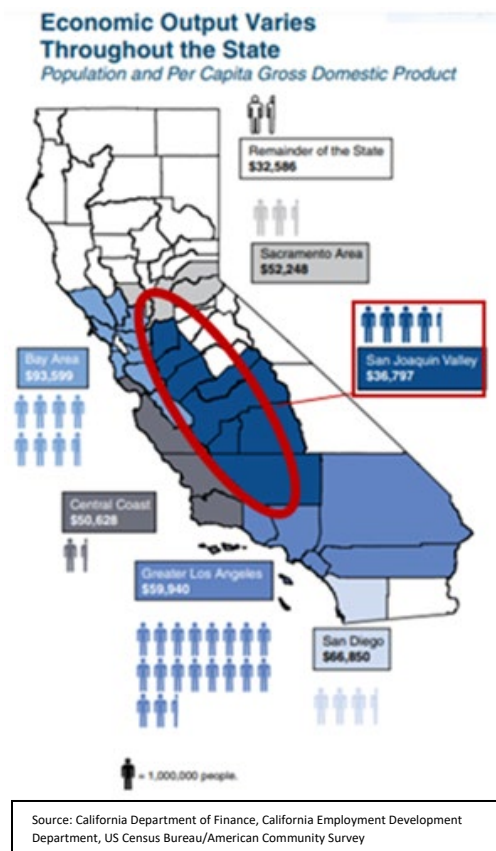 Economic Output Varies
Throughout the State
Population and Per Capita Gross Domestic Product
Remainder of the State
$32,586
Sacramento Area
$52,248
San Joaquin Valley
$36,797
Bay Area
$93,599
Central Coast
$50,628
Greater Los Angeles
$59,940
San Diego
$66,850
= 1,000,000 people.
Source: California Department of Finance, California Employment Development
Department, US Census Bureau/American Community Survey